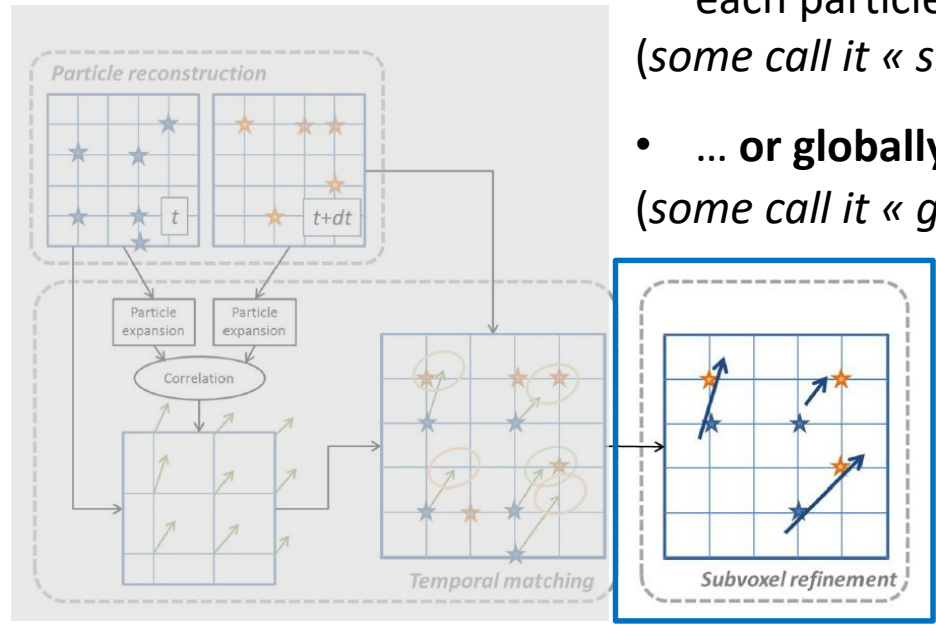 each particle
(some call it « s
• … or globally
(some call it « g
Particle reconstruction
t
t+dt
Particle
expansion
Particle
expansion
Correlation
Temporal matching
Subvoxel refinement